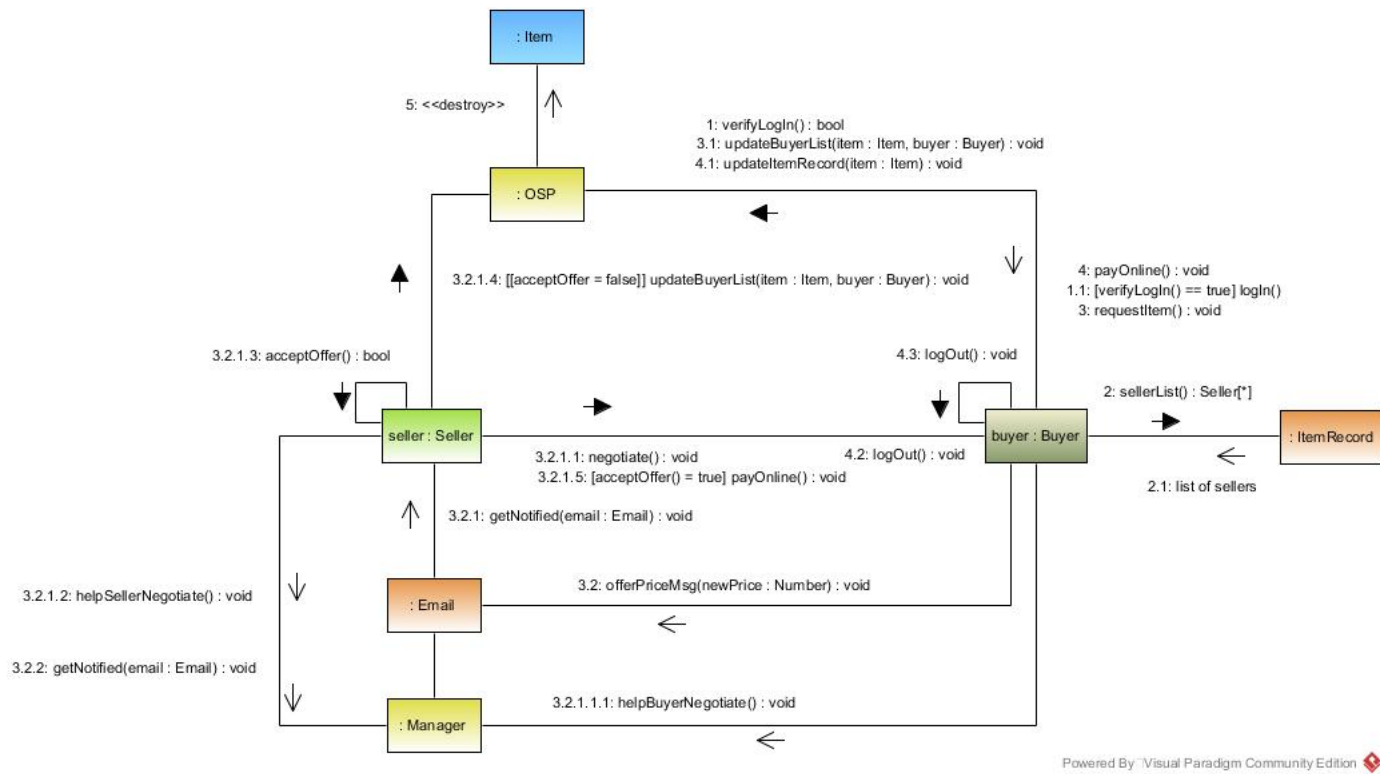 : Item
5: <<destroy>>
1: verifyLogIn() : bool
3.1: updateBuyerList(item : Item, buyer : Buyer) : void
4.1: updateItemRecord(item : Item) : void
: OSP
3.2.1.4: [[acceptOffer = false]] updateBuyerList(item : Item, buyer : Buyer) : void
4: payOnline() : void
1.1: [verifyLogIn() == true] logIn()
3: requestItem() : void
3.2.1.3: acceptOffer() : bool
4.3: logOut() : void
2: sellerList() : Seller[*]
seller : Seller
buyer : Buyer
: ItemRecord
3.2.1.1: negotiate() : void
4.2: logOut() : void
3.2.1.5: [acceptOffer() = true] payOnline() : void
2.1: list of sellers
3.2.1: getNotified(email : Email) : void
3.2: offerPriceMsg(newPrice : Number) : void
3.2.1.2: helpSellerNegotiate() : void
: Email
3.2.2: getNotified(email : Email) : void
3.2.1.1.1: helpBuyerNegotiate() : void
: Manager
Powered By Visual Paradigm Community Edition